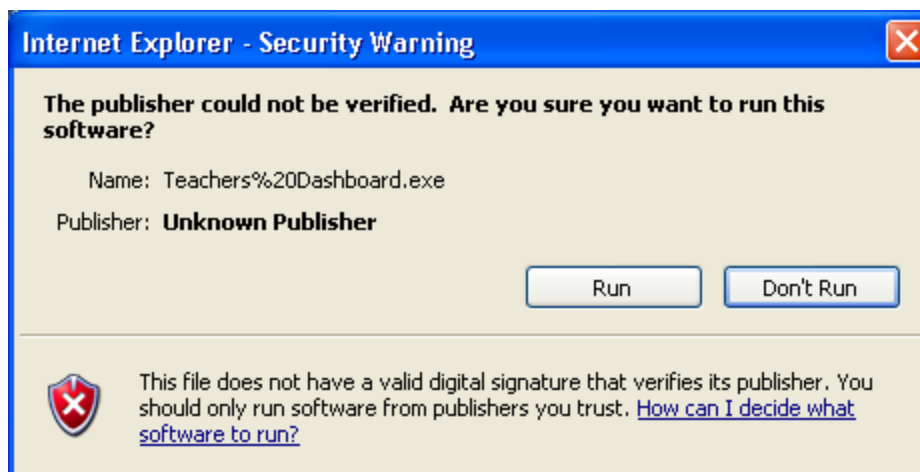 Internet Explorer - Security Warning
The publisher could not be verified. Are you sure you want to run this
software?
Name: Teachers%20Dashboard.exe
Publisher: Unknown Publisher
Run Don't Run
This file does not have a valid digital signature that verifies its publisher. You
should only run software from publishers you trust. How can I decide what
software to run?